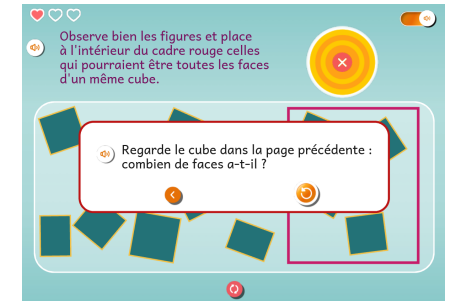 Observe bien les figures et place
à l'intérieur du cadre rouge celles
qui pourraient être toutes les faces
d'un même cube.
Regarde le cube dans la page précédente :
combien de faces a-t-il ?